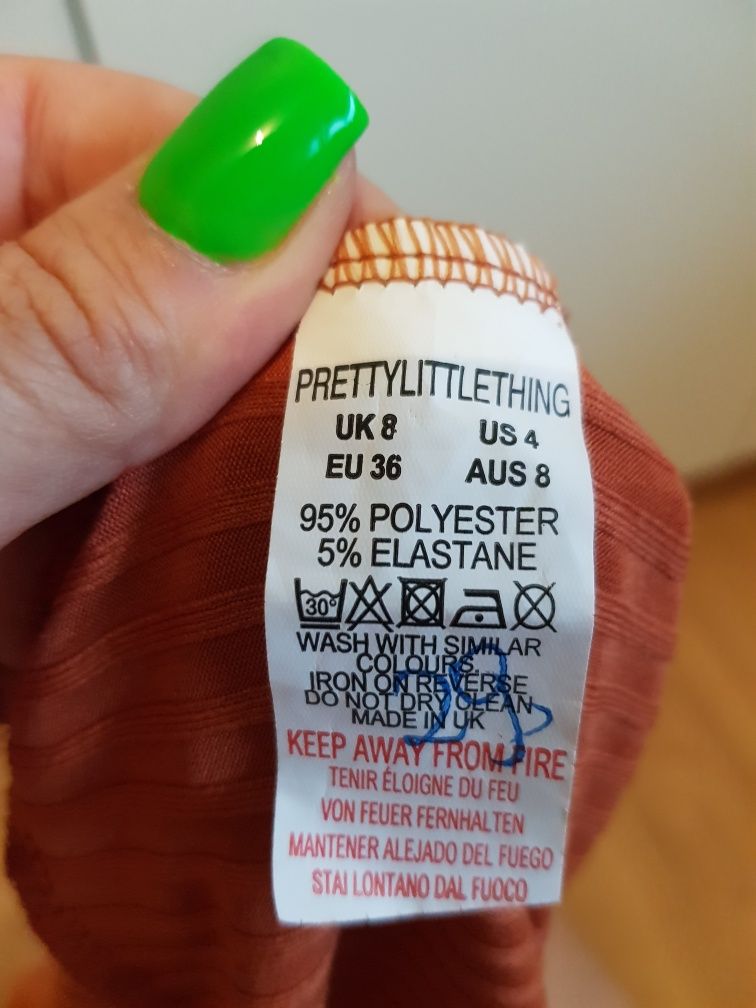 PRETTYLITTLETHING
UK 8 US 4
EU 36 AUS 8
95% POLYESTER
5% ELASTANE
30°
WASH WITH SIMILAR
COLOURS.
IRON ON REVERSE
DO NOT DRY CLEAN
MADE IN UK
KEEP AWAY FROM FIRE
TENIR ÉLOIGNE DU FEU
VON FEUER FERNHALTEN
MANTENER ALEJADO DEL FUEGO
STAI LONTANO DAL FUOCO